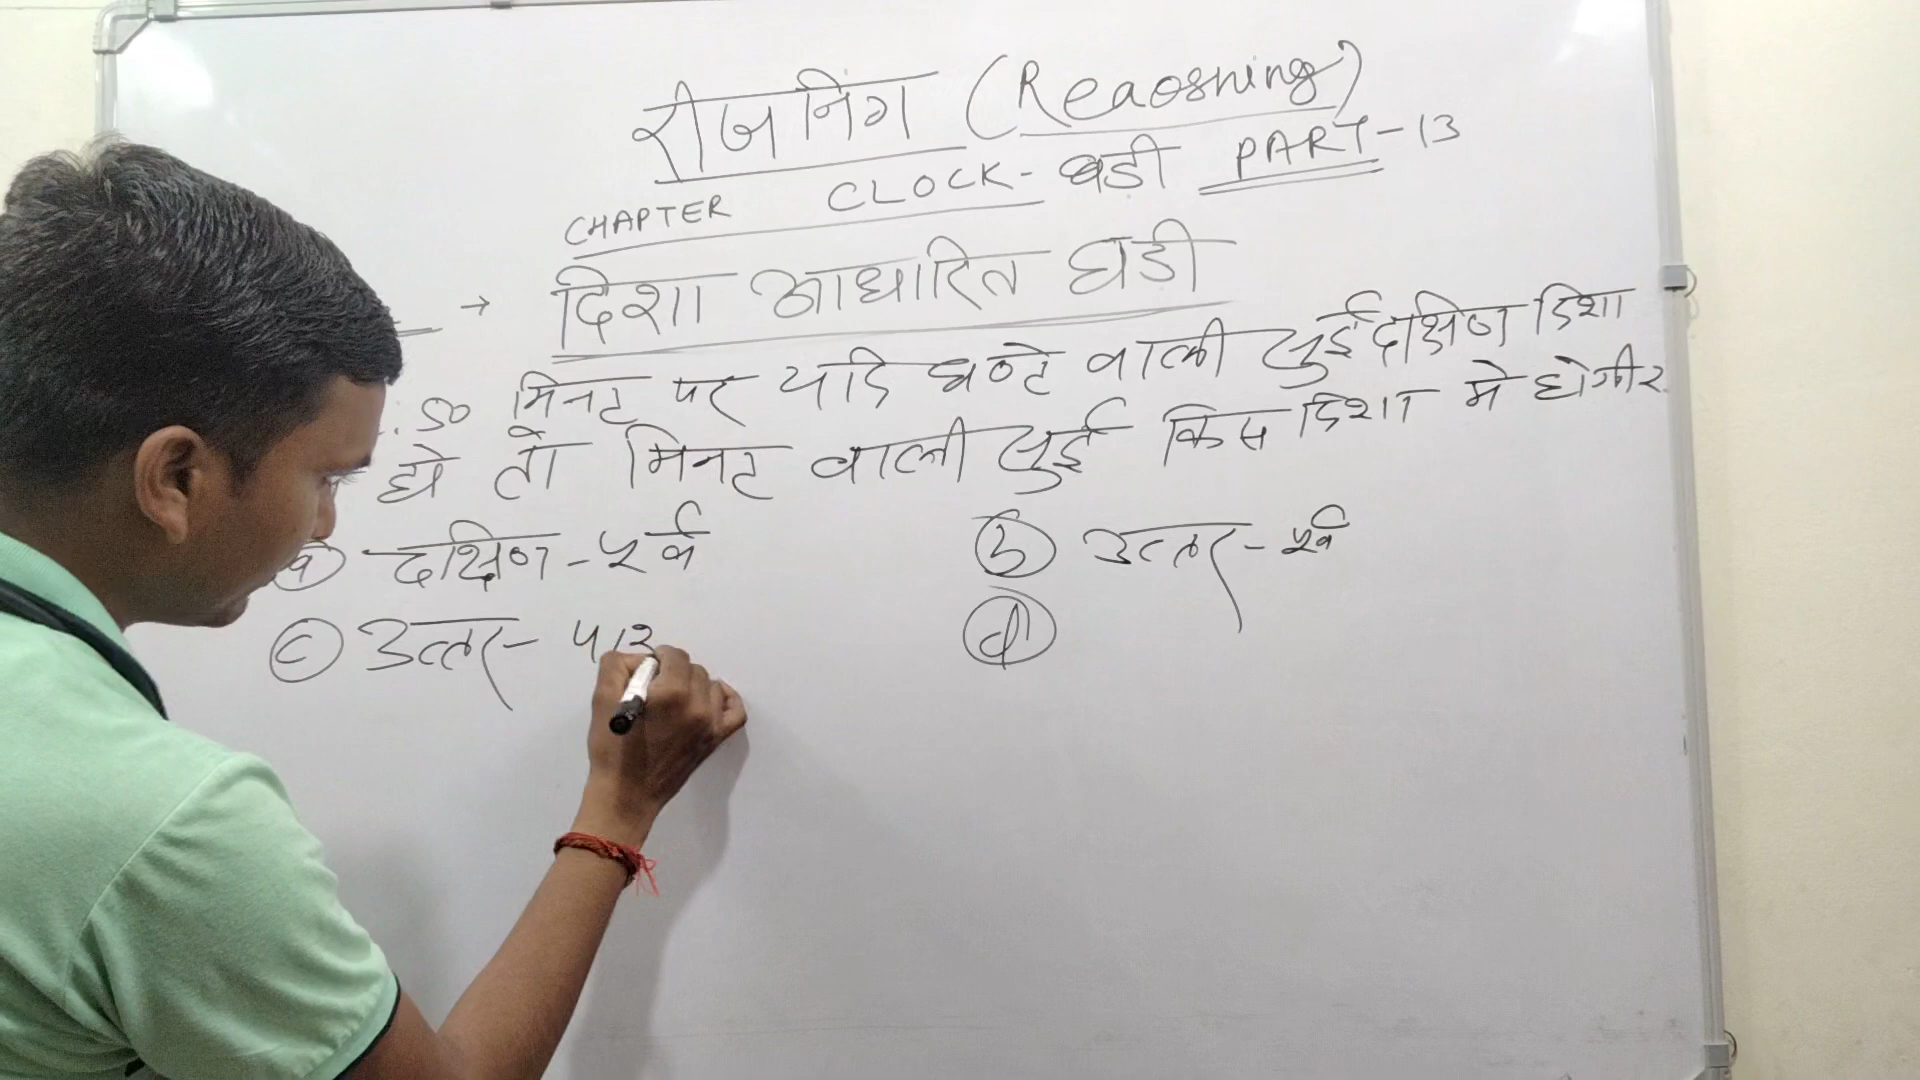 रीजनिंग (Reaosning)
CHAPTER CLOCK- घडी PART-13
→ दिशा आधारित घडी
:50 मिनट पर यदि घण्टे वाली सुई दक्षिण दिशा
हो तो मिनट वाली सुई किस दिशा मे होगी
(a) दक्षिण-पूर्व (b) उत्तर-पूर्व
(c) उत्तर- (d)